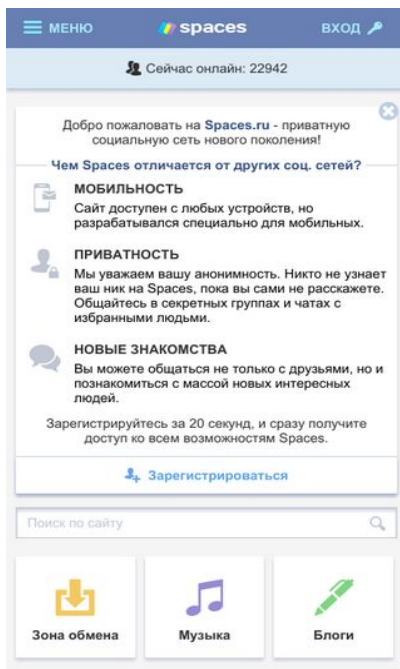 МЕНЮ spaces ВХОД
Сейчас онлайн: 22942
Добро пожаловать на Spaces.ru - приватную
социальную сеть нового поколения!
Чем Spaces отличается от других соц. сетей?
МОБИЛЬНОСТЬ
Сайт доступен с любых устройств, но
разрабатывался специально для мобильных.
ПРИВАТНОСТЬ
Мы уважаем вашу анонимность. Никто не узнает
ваш ник на Spaces, пока вы сами не расскажете.
Общайтесь в секретных группах и чатах с
избранными людьми.
НОВЫЕ ЗНАКОМСТВА
Вы можете общаться не только с друзьями, но и
познакомиться с массой новых интересных
людей.
Зарегистрируйтесь за 20 секунд, и сразу получите
доступ ко всем возможностям Spaces.
Зарегистрироваться
Поиск по сайту
Зона обмена Музыка Блоги